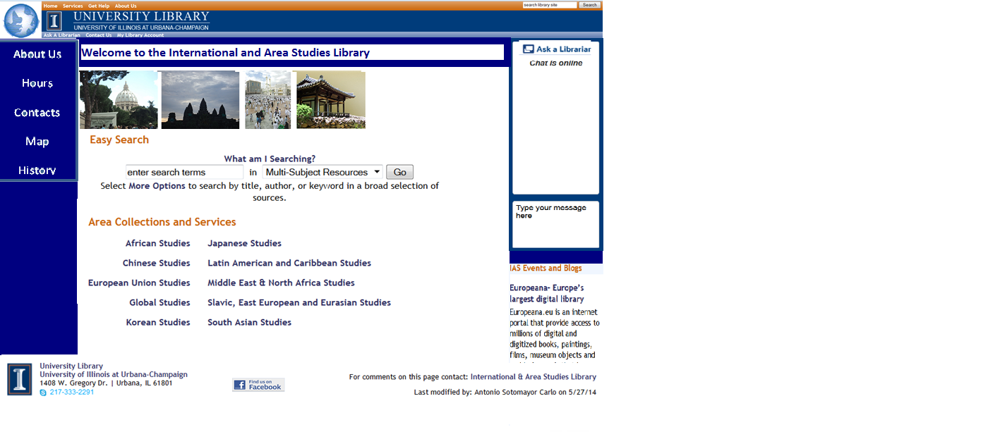 Home Services Get Help About Us
search library site Search
I UNIVERSITY LIBRARY
UNIVERSITY OF ILLINOIS AT URBANA-CHAMPAIGN
Ask A Librarian Contact Us My Library Account
About Us
Hours
Contacts
Map
History
Welcome to the International and Area Studies Library
Easy Search
What am I Searching?
enter search terms in Multi-Subject Resources Go
Select More Options to search by title, author, or keyword in a broad selection of
sources.
Area Collections and Services
African Studies Japanese Studies
Chinese Studies Latin American and Caribbean Studies
European Union Studies Middle East & North Africa Studies
Global Studies Slavic, East European and Eurasian Studies
Korean Studies South Asian Studies
Ask a Librarian
Chat is online
Type your message
here
IAS Events and Blogs
Europeana- Europe's
largest digital library
Europeana.eu is an internet
portal that provide access to
millions of digital and
digitized books, paintings,
films, museum objects and
I University Library
University of Illinois at Urbana-Champaign
1408 W. Gregory Dr. | Urbana, IL 61801
217-333-2291
Find us on
Facebook
For comments on this page contact: International & Area Studies Library
Last modified by: Antonio Sotomayor Carlo on 5/27/14